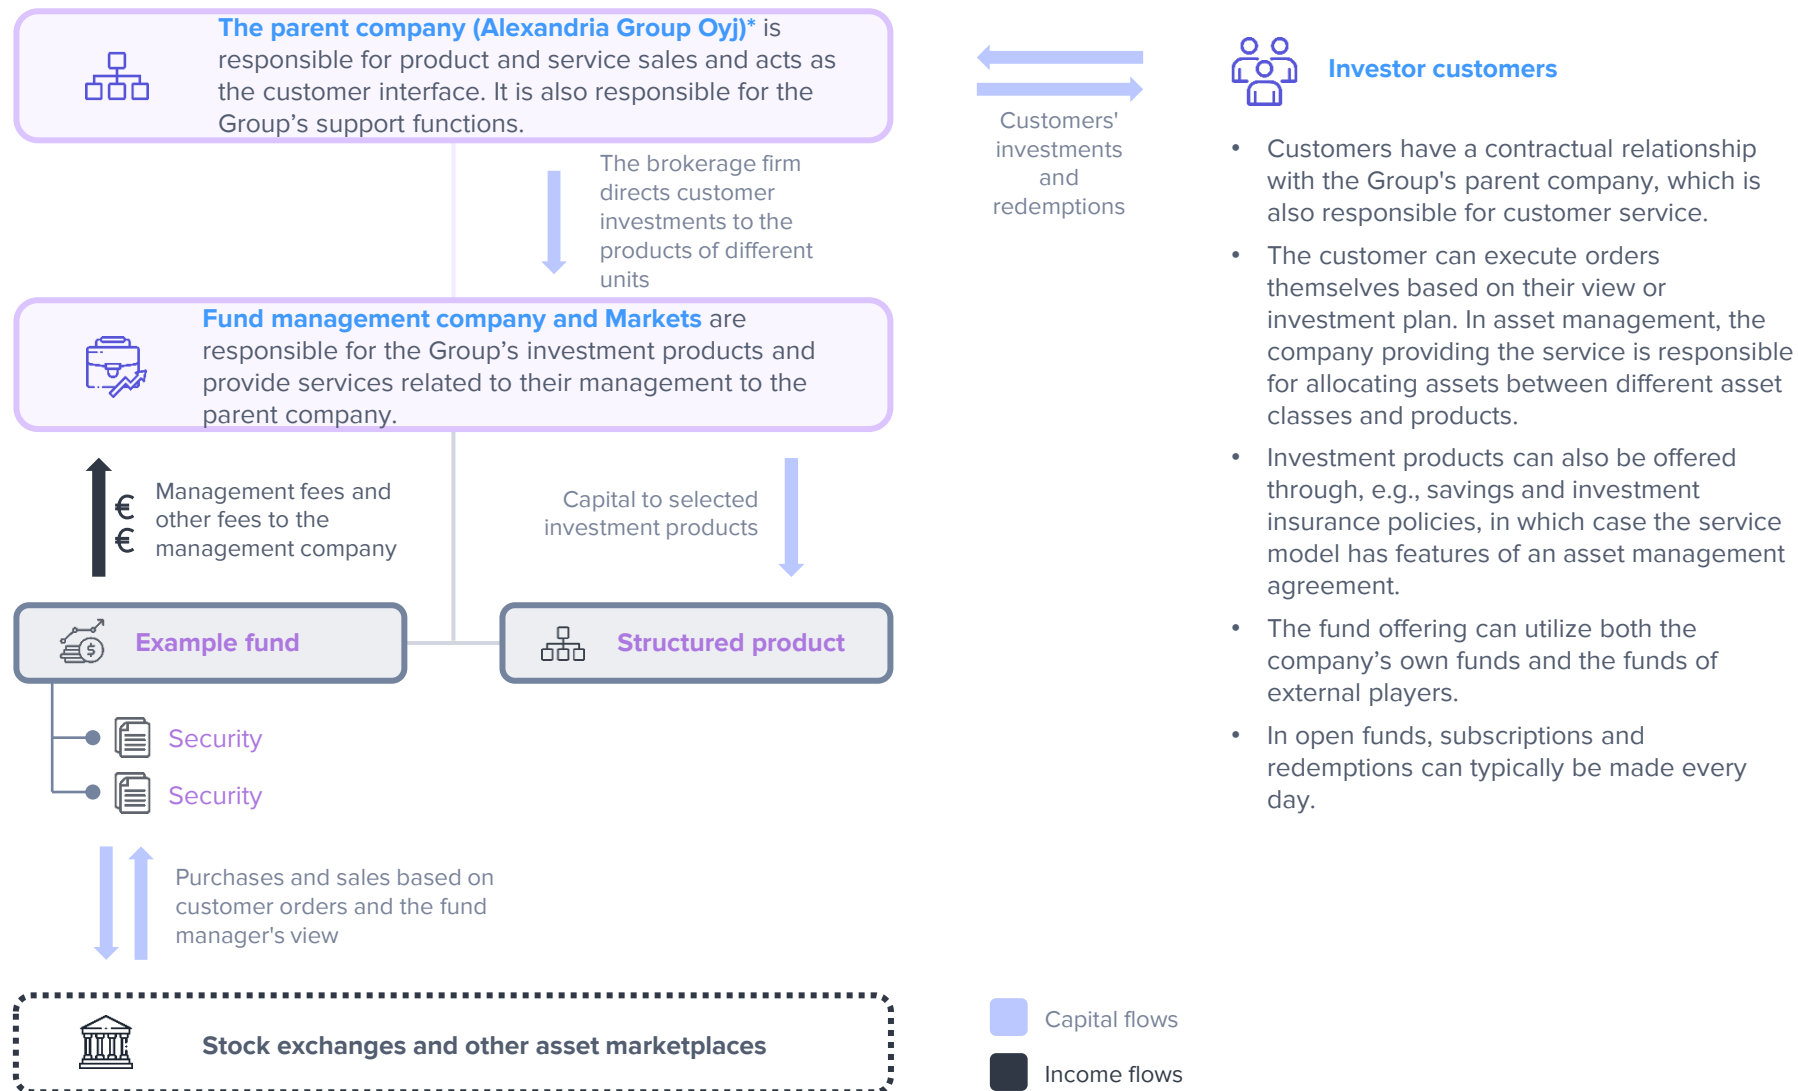 The parent company (Alexandria Group Oyj)* is
responsible for product and service sales and acts as
the customer interface. It is also responsible for the
Group’s support functions.
The brokerage firm
directs customer
investments to the
products of different
units
Fund management company and Markets are
responsible for the Group’s investment products and
provide services related to their management to the
parent company.
€
€
Management fees and
other fees to the
management company
Capital to selected
investment products
Example fund
$
Structured product
Security
Security
Purchases and sales based on
customer orders and the fund
manager's view
Stock exchanges and other asset marketplaces
Customers'
investments
and
redemptions
Investor customers
• Customers have a contractual relationship
with the Group's parent company, which is
also responsible for customer service.
• The customer can execute orders
themselves based on their view or
investment plan. In asset management, the
company providing the service is responsible
for allocating assets between different asset
classes and products.
• Investment products can also be offered
through, e.g., savings and investment
insurance policies, in which case the service
model has features of an asset management
agreement.
• The fund offering can utilize both the
company’s own funds and the funds of
external players.
• In open funds, subscriptions and
redemptions can typically be made every
day.
Capital flows
Income flows